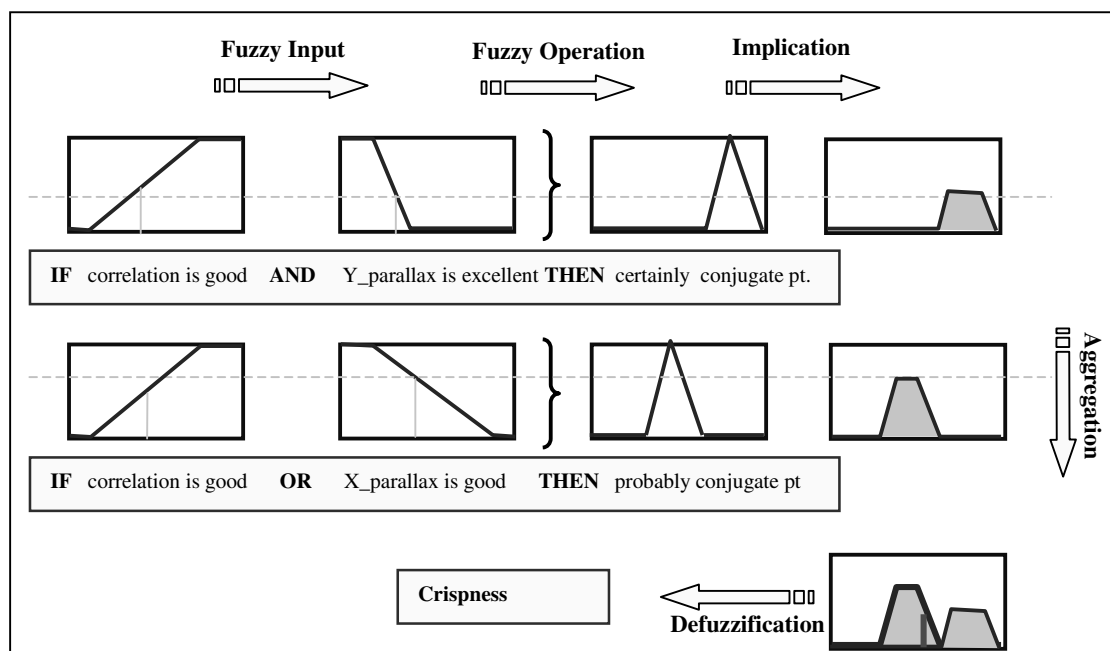 Fuzzy Input
Fuzzy Operation
Implication
IF correlation is good AND Y_parallax is excellent THEN certainly conjugate pt.
Aggregation
IF correlation is good OR X_parallax is good THEN probably conjugate pt
Crispness
Defuzzification